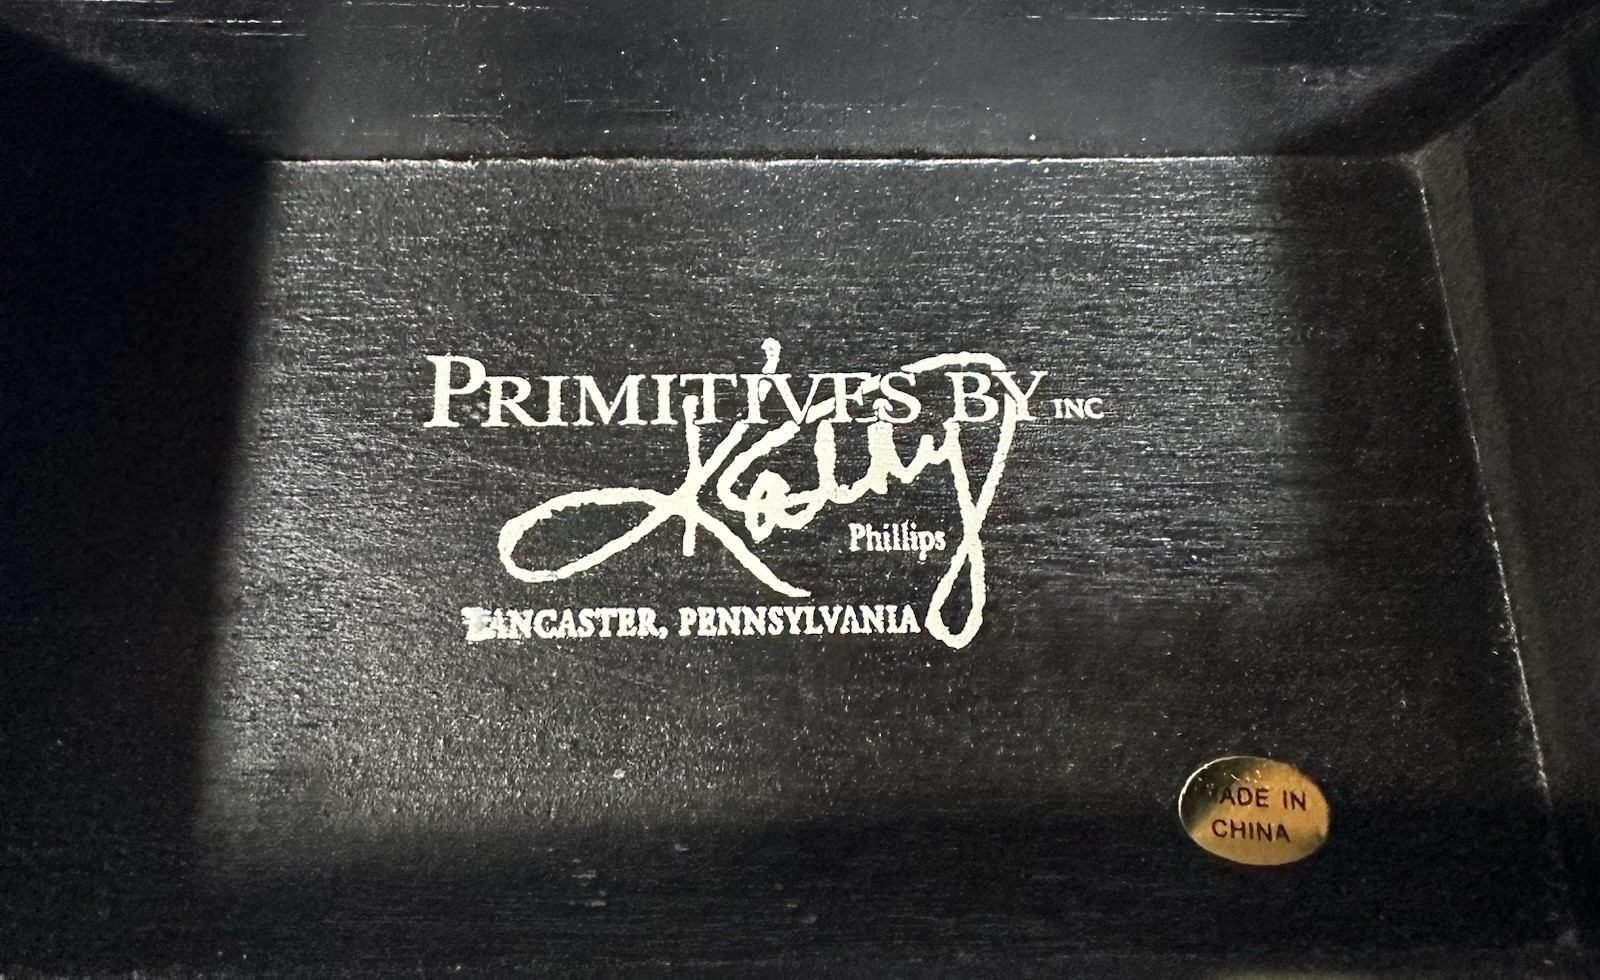 PRIMITIVES BY INC
Kathy
Phillips
LANCASTER, PENNSYLVANIA
MADE IN
CHINA